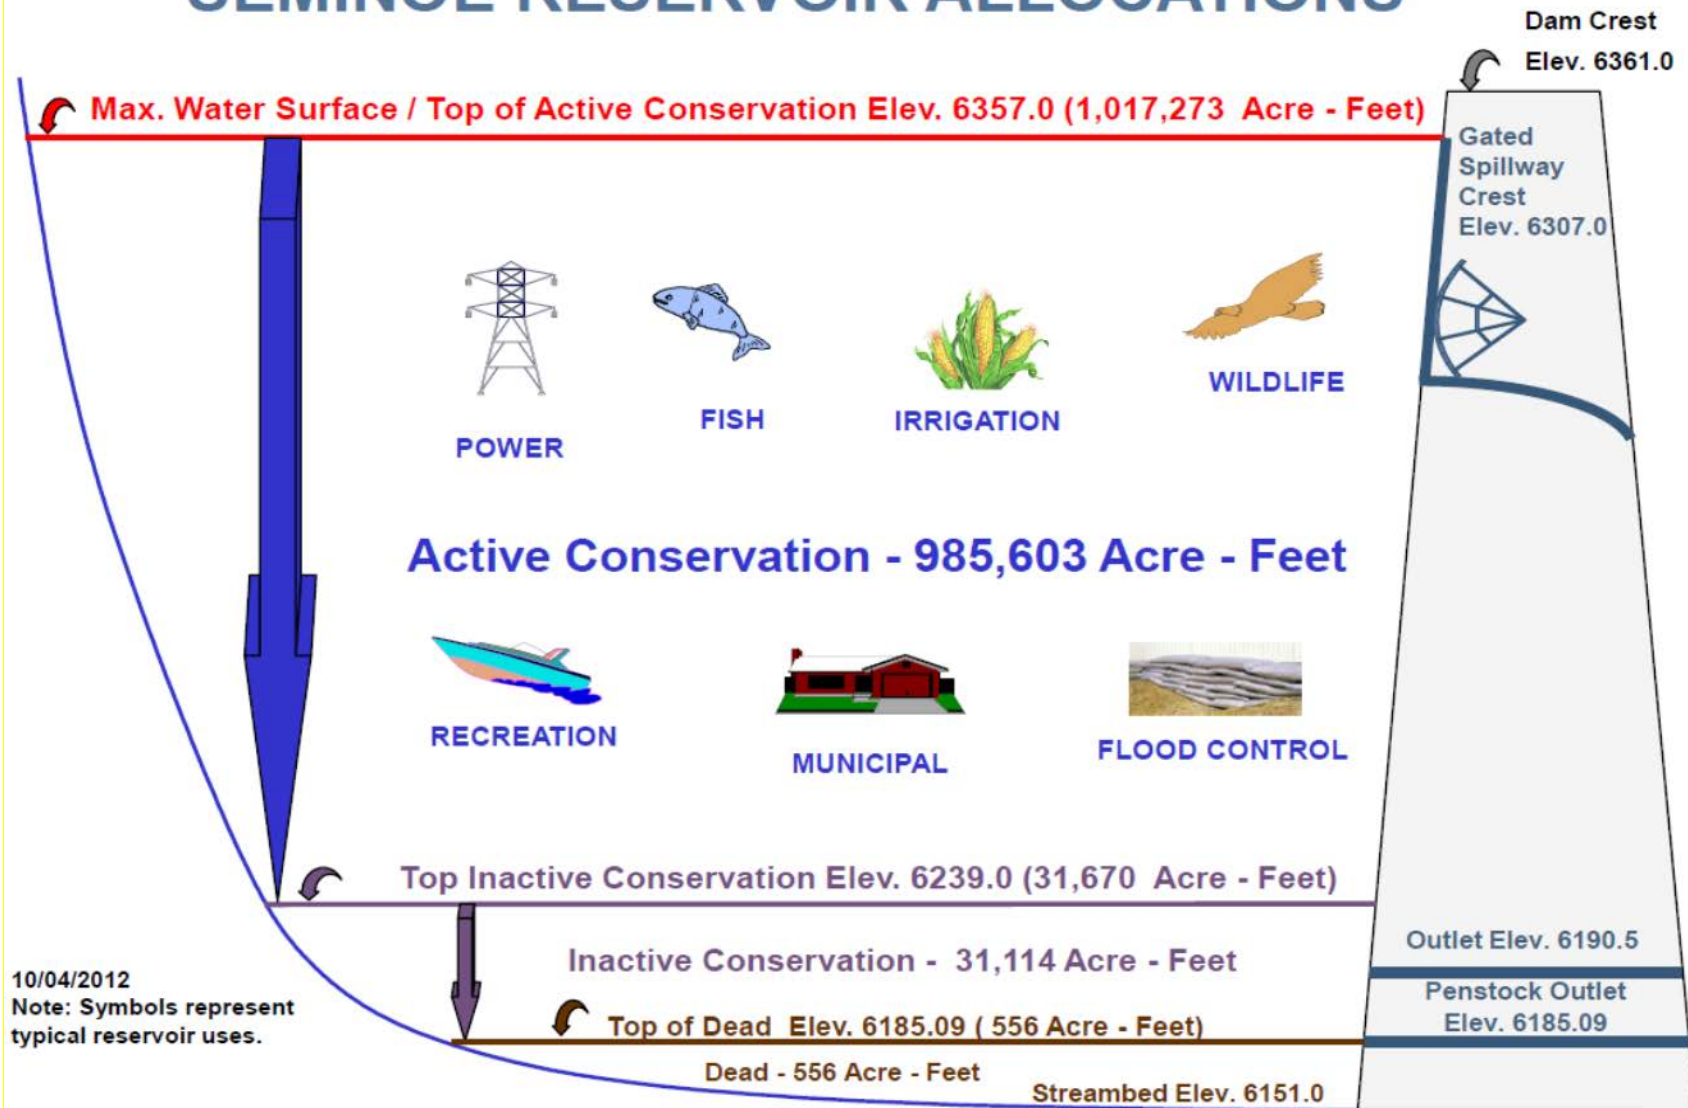 SEMINOE RESERVOIR ALLOCATIONS
Dam Crest
Elev. 6361.0
Max. Water Surface / Top of Active Conservation Elev. 6357.0 (1,017,273 Acre - Feet)
Gated
Spillway
Crest
Elev. 6307.0
POWER
FISH
IRRIGATION
WILDLIFE
Active Conservation - 985,603 Acre - Feet
RECREATION
MUNICIPAL
FLOOD CONTROL
Top Inactive Conservation Elev. 6239.0 (31,670 Acre - Feet)
Outlet Elev. 6190.5
Inactive Conservation - 31,114 Acre - Feet
Penstock Outlet
Elev. 6185.09
10/04/2012
Note: Symbols represent
typical reservoir uses.
Top of Dead Elev. 6185.09 ( 556 Acre - Feet)
Dead - 556 Acre - Feet
Streambed Elev. 6151.0